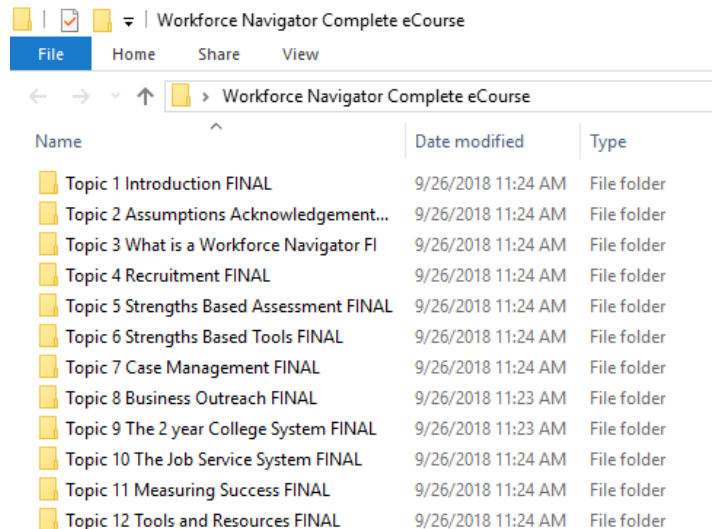 Workforce Navigator Complete eCourse
File Home Share View
Workforce Navigator Complete eCourse
Name Date modified Type
Topic 1 Introduction FINAL 9/26/2018 11:24 AM File folder
Topic 2 Assumptions Acknowledgement... 9/26/2018 11:24 AM File folder
Topic 3 What is a Workforce Navigator FI 9/26/2018 11:24 AM File folder
Topic 4 Recruitment FINAL 9/26/2018 11:24 AM File folder
Topic 5 Strengths Based Assessment FINAL 9/26/2018 11:24 AM File folder
Topic 6 Strengths Based Tools FINAL 9/26/2018 11:24 AM File folder
Topic 7 Case Management FINAL 9/26/2018 11:24 AM File folder
Topic 8 Business Outreach FINAL 9/26/2018 11:23 AM File folder
Topic 9 The 2 year College System FINAL 9/26/2018 11:23 AM File folder
Topic 10 The Job Service System FINAL 9/26/2018 11:24 AM File folder
Topic 11 Measuring Success FINAL 9/26/2018 11:24 AM File folder
Topic 12 Tools and Resources FINAL 9/26/2018 11:24 AM File folder